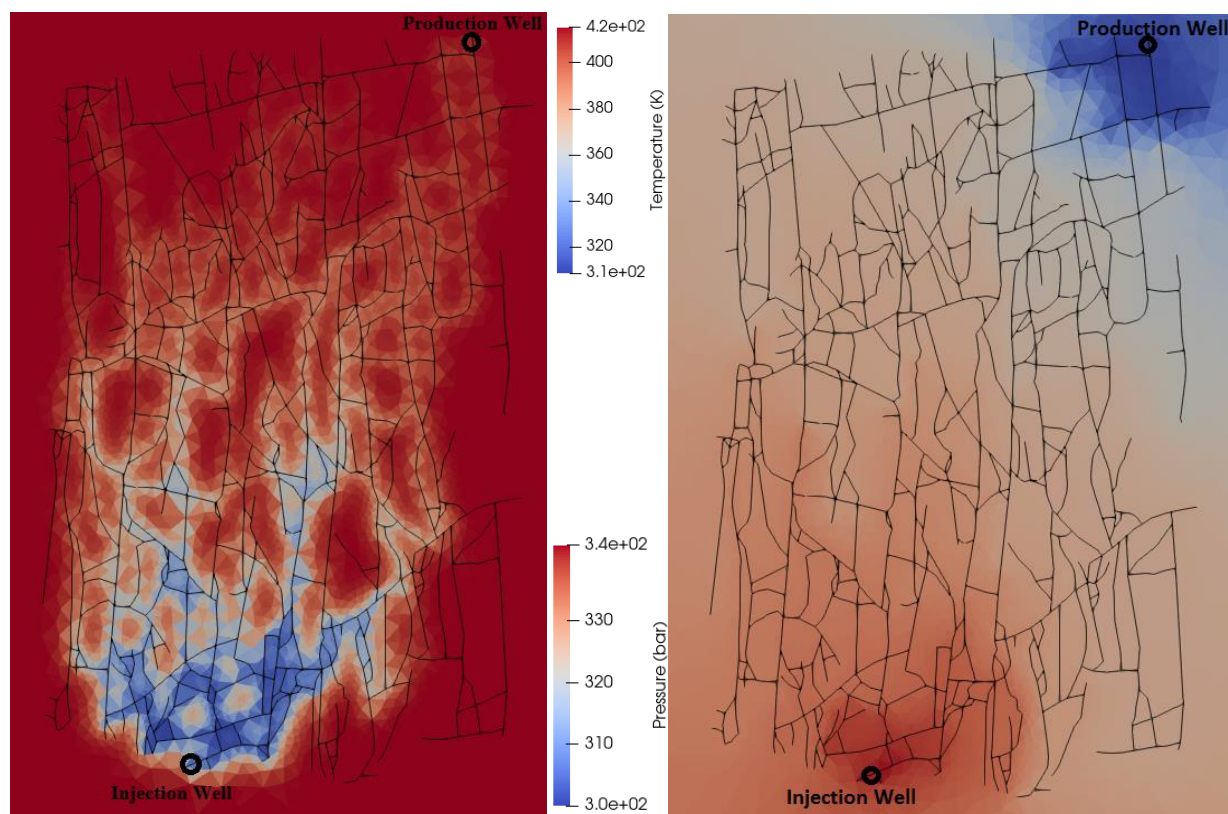 Production Well
4.2e+02
400
380
360
340
320
3.1e+02
Temperature (K)
Injection Well
3.4e+02
330
320
310
3.0e+02
Pressure (bar)
Production Well
Injection Well